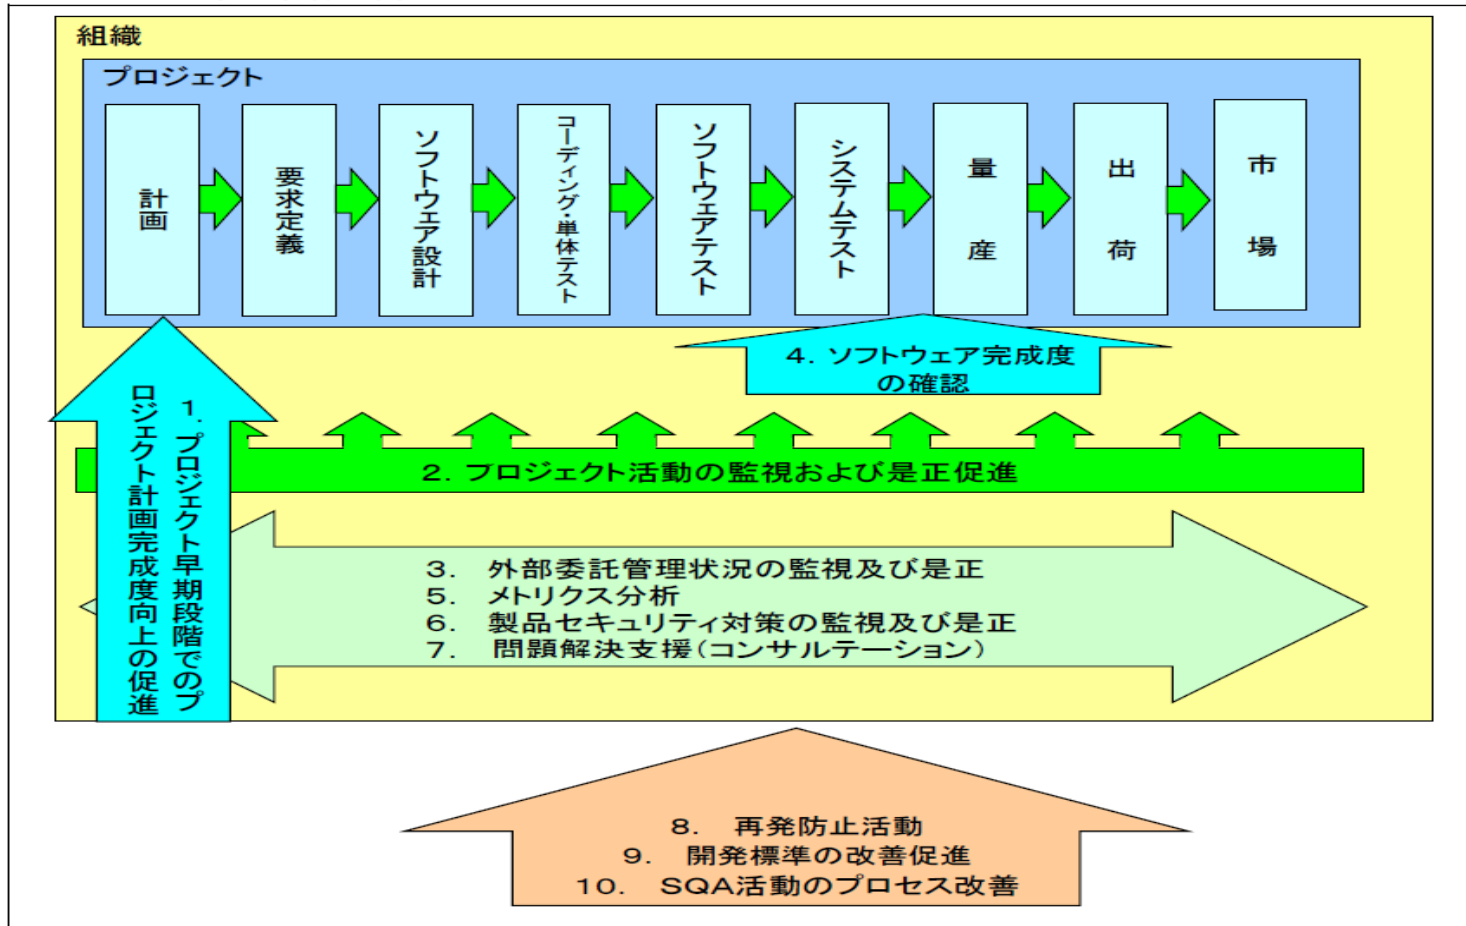 組織
プロジェクト
計画
要求定義
ソフトウェア設計
コーディング・単体テスト
ソフトウェアテスト
システムテスト
量産
出荷
市場
4. ソフトウェア完成度
の確認
1. プロジェクト早期段階でのプ
ロジェクト計画完成度向上の促進
2. プロジェクト活動の監視および是正促進
3. 外部委託管理状況の監視及び是正
5. メトリクス分析
6. 製品セキュリティ対策の監視及び是正
7. 問題解決支援(コンサルテーション)
8. 再発防止活動
9. 開発標準の改善促進
10. SQA活動のプロセス改善